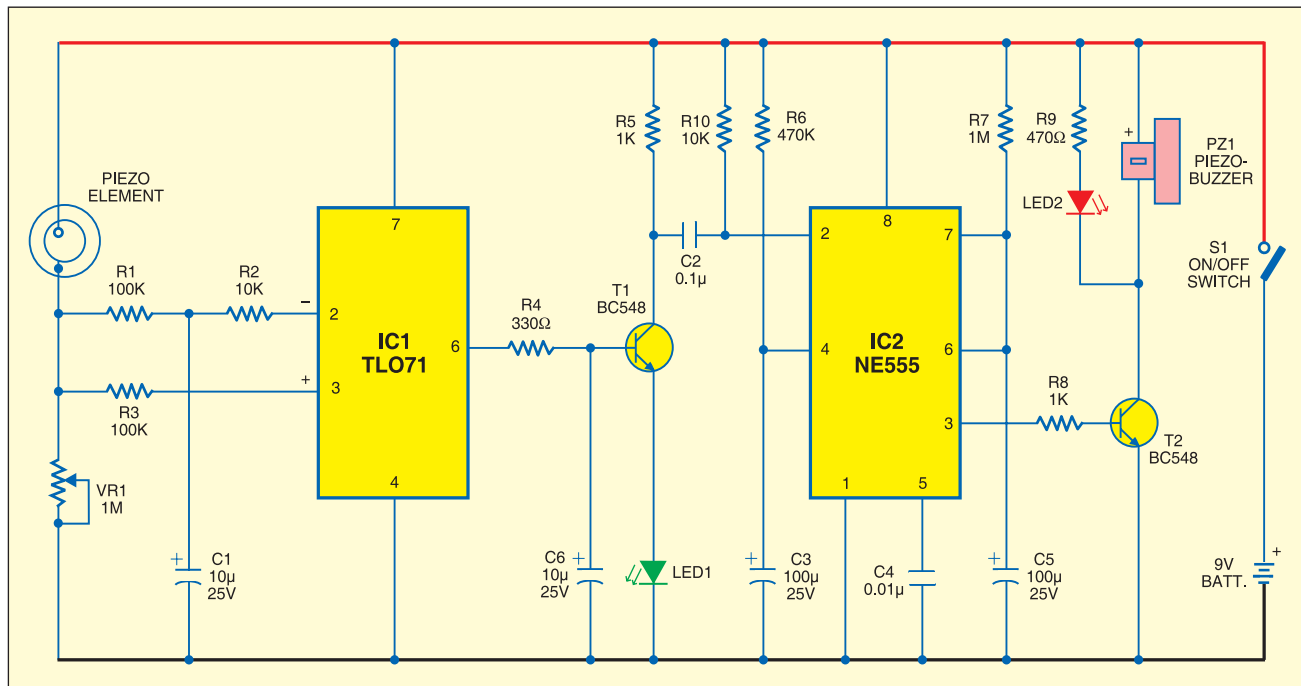 PIEZO
ELEMENT
R1
100K
R2
10K
R3
100K
VR1
1M
C1
10µ
25V
+
–
2
+
3
7
IC1
TLO71
6
4
R4
330Ω
T1
BC548
C6
10µ
25V
+
LED1
R5
1K
R10
10K
R6
470K
C2
0.1µ
2
8
7
4
IC2
NE555
6
3
1
5
C3
100µ
25V
+
C4
0.01µ
C5
100µ
25V
+
R7
1M
R9
470Ω
LED2
+
PZ1
PIEZO-
BUZZER
R8
1K
T2
BC548
S1
ON/OFF
SWITCH
9V
BATT.
+